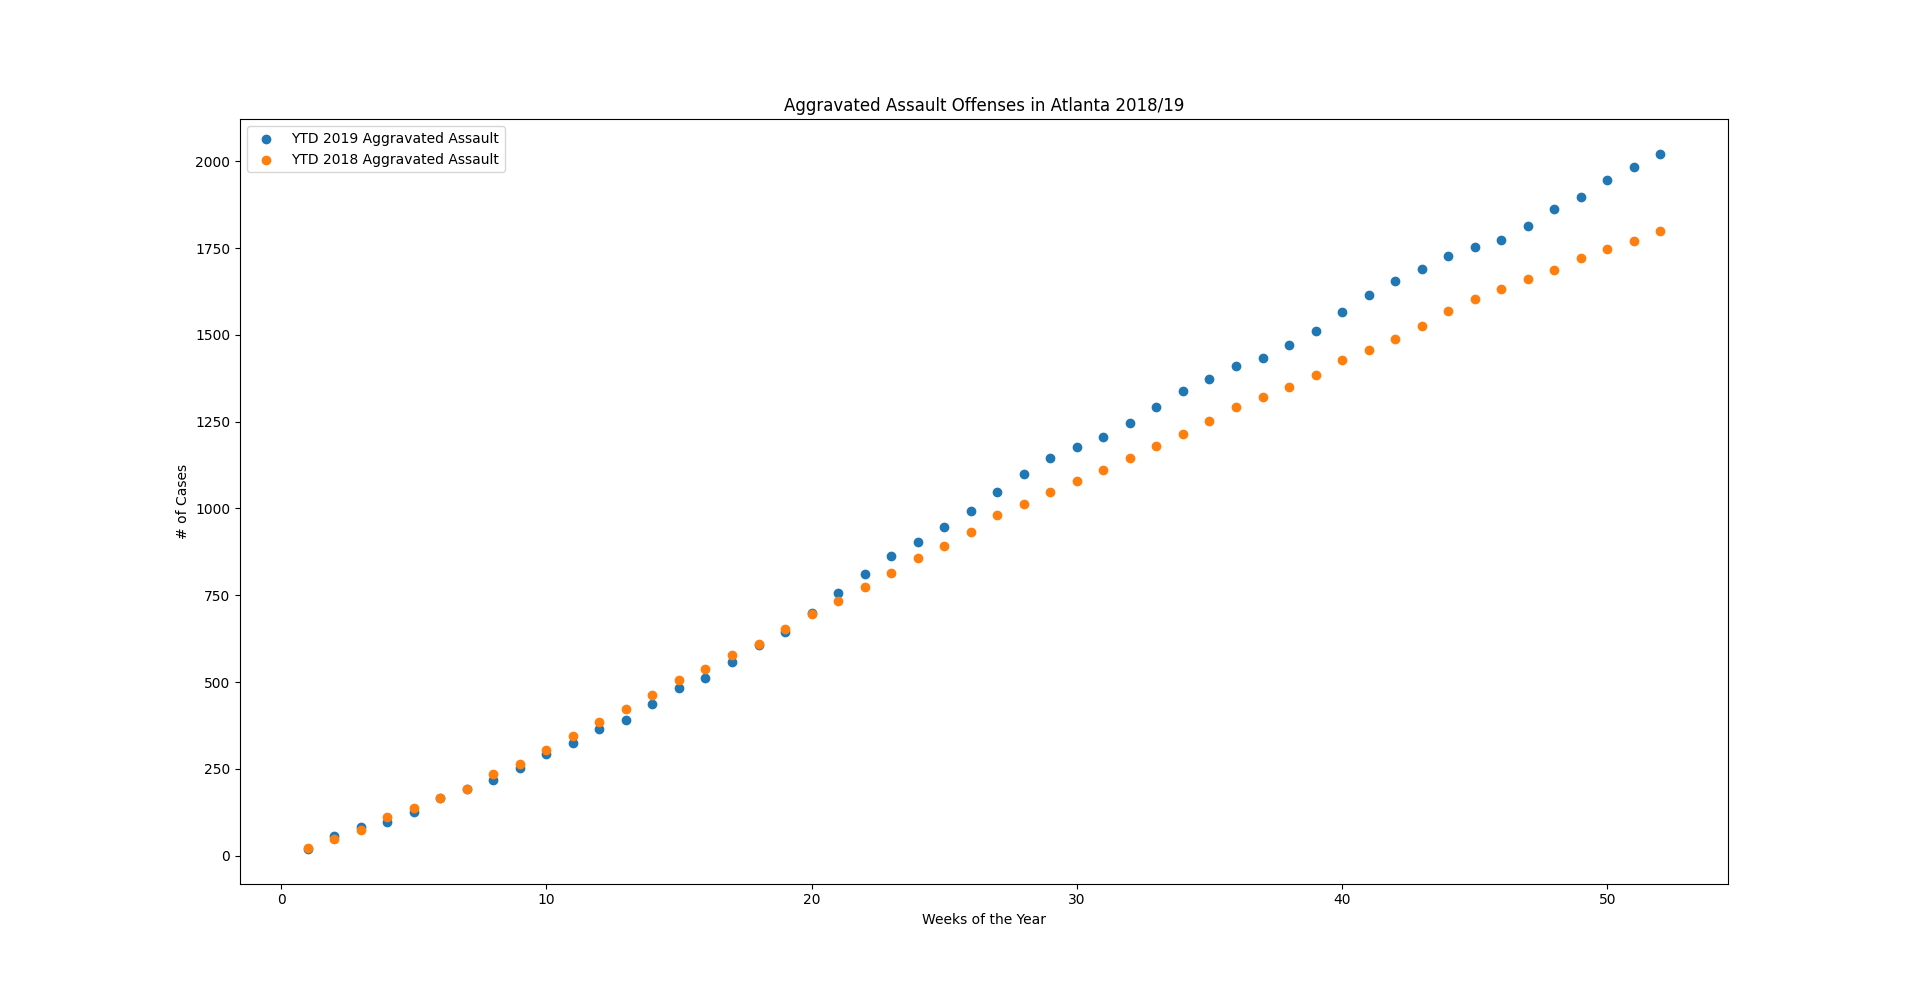 Aggravated Assault Offenses in Atlanta 2018/19
YTD 2019 Aggravated Assault
YTD 2018 Aggravated Assault
2000
1750
1500
1250
1000
750
500
250
0
# of Cases
0 10 20 30 40 50
Weeks of the Year